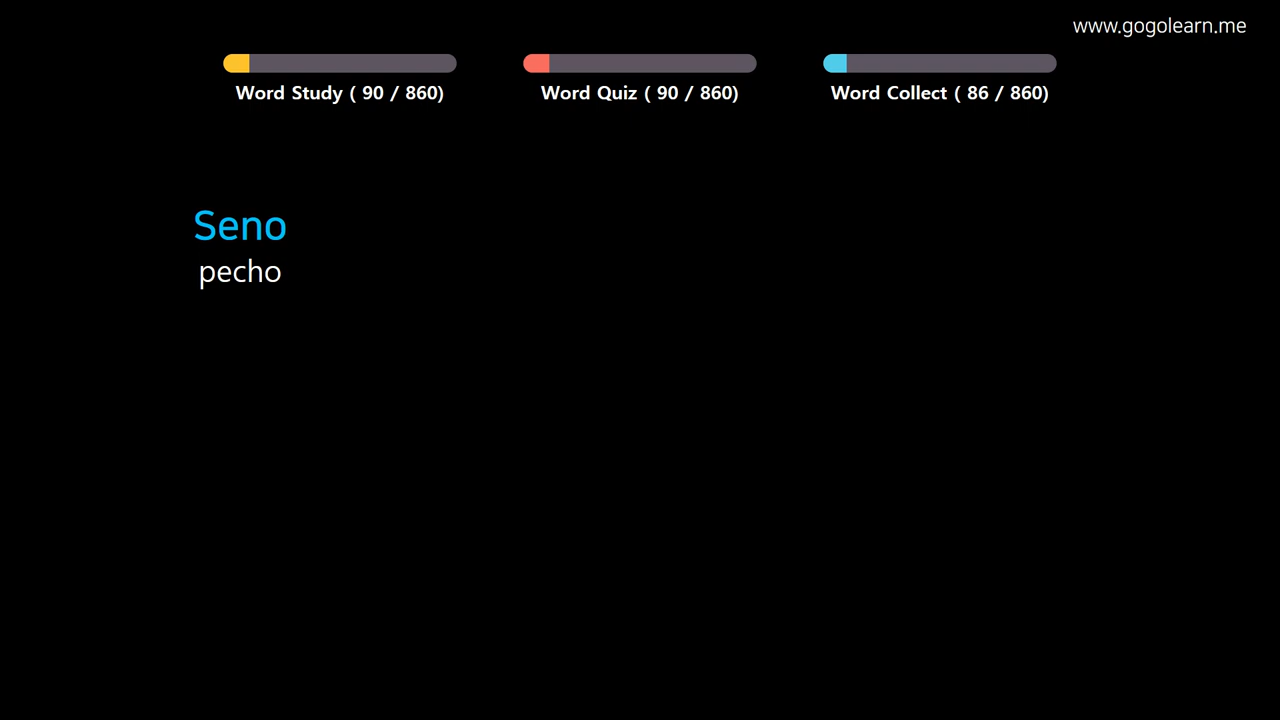 www.gogolearn.me
Word Study ( 90 / 860)
Word Quiz ( 90 / 860)
Word Collect ( 86 / 860)
Seno
pecho